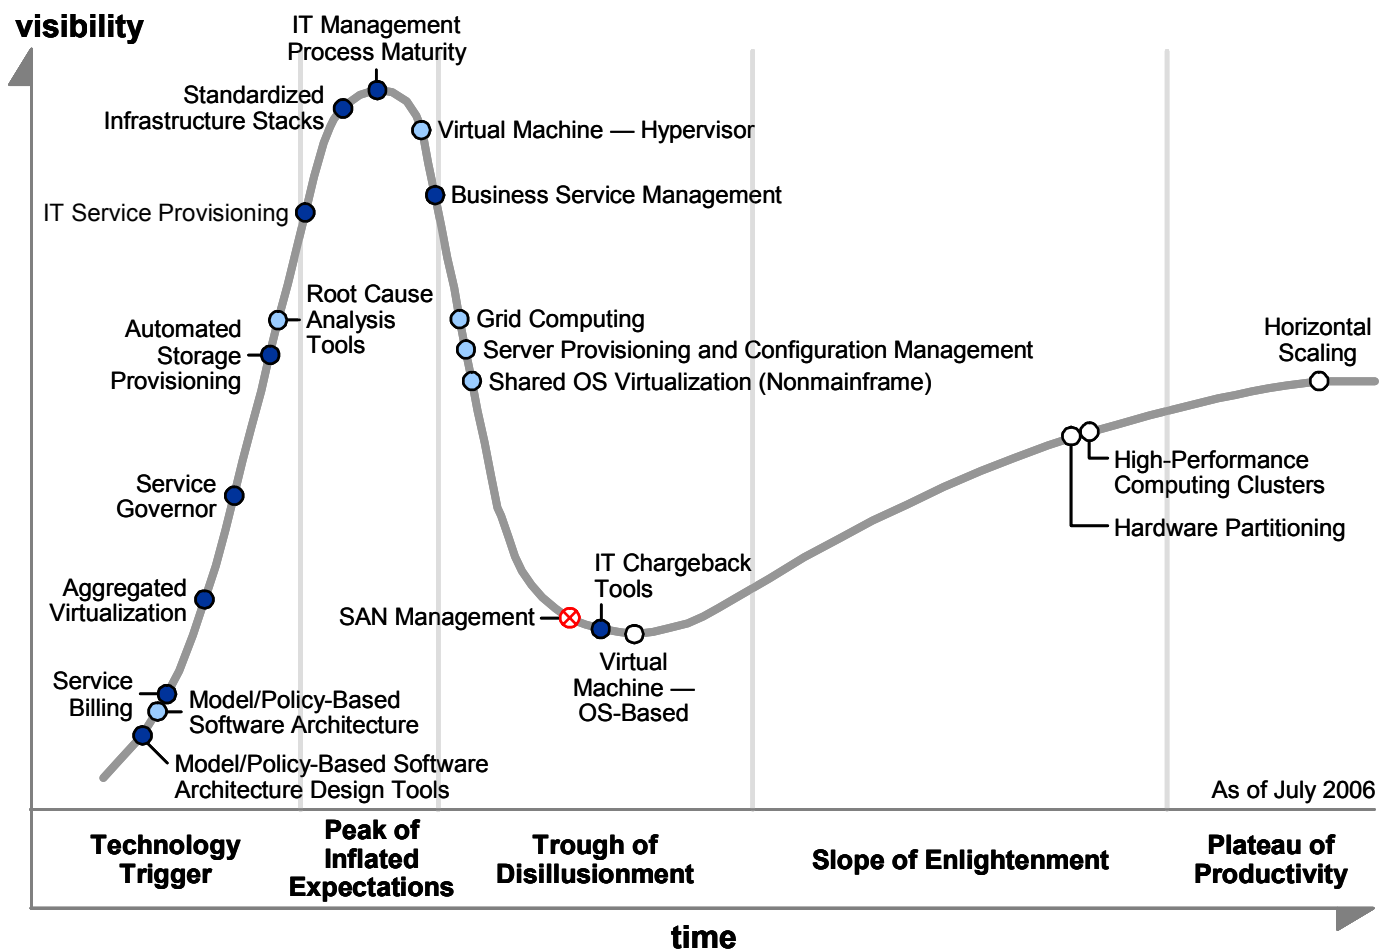 visibility
IT Management
Process Maturity
Standardized
Infrastructure Stacks
Virtual Machine — Hypervisor
Business Service Management
IT Service Provisioning
Root Cause
Analysis
Tools
Automated
Storage
Provisioning
Grid Computing
Server Provisioning and Configuration Management
Shared OS Virtualization (Nonmainframe)
Horizontal
Scaling
High-Performance
Computing Clusters
Hardware Partitioning
Service
Governor
IT Chargeback
Tools
Aggregated
Virtualization
SAN Management
Virtual
Machine —
OS-Based
Service
Billing
Model/Policy-Based
Software Architecture
Model/Policy-Based Software
Architecture Design Tools
As of July 2006
Technology
Trigger
Peak of
Inflated
Expectations
Trough of
Disillusionment
Slope of Enlightenment
Plateau of
Productivity
time